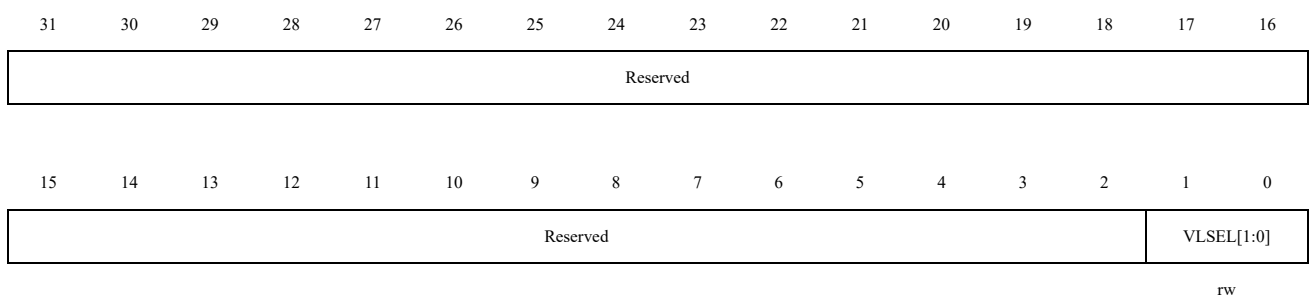 31 30 29 28 27 26 25 24 23 22 21 20 19 18 17 16
Reserved
15 14 13 12 11 10 9 8 7 6 5 4 3 2 1 0
Reserved VLSEL[1:0]
rw